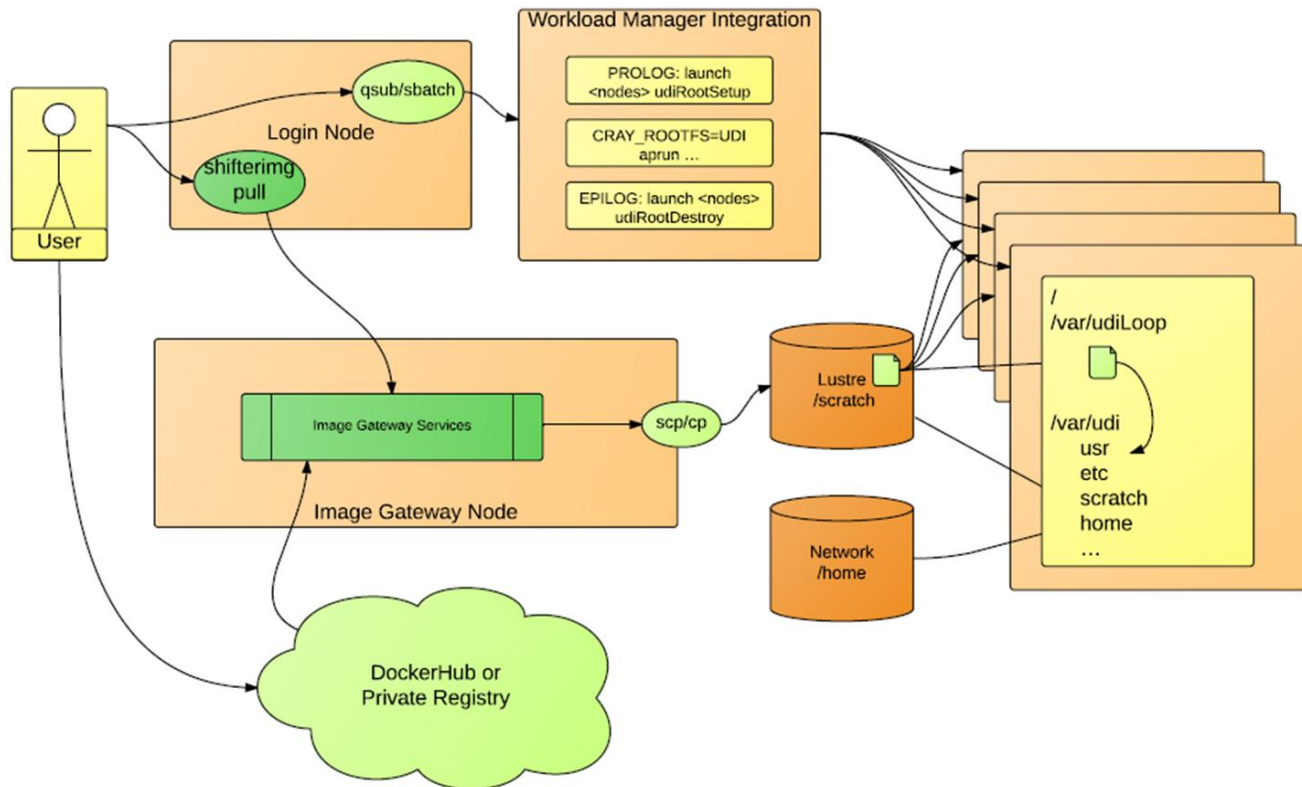 Workload Manager Integration
PROLOG: launch
<nodes> udiRootSetup
CRAY_ROOTFS=UDI
aprun ...
EPILOG: launch <nodes>
udiRootDestroy
qsub/sbatch
Login Node
shifterimg
pull
User
/
/var/udiLoop
/var/udi
usr
etc
scratch
home
...
Lustre
/scratch
scp/cp
Image Gateway Services
Image Gateway Node
Network
/home
DockerHub or
Private Registry